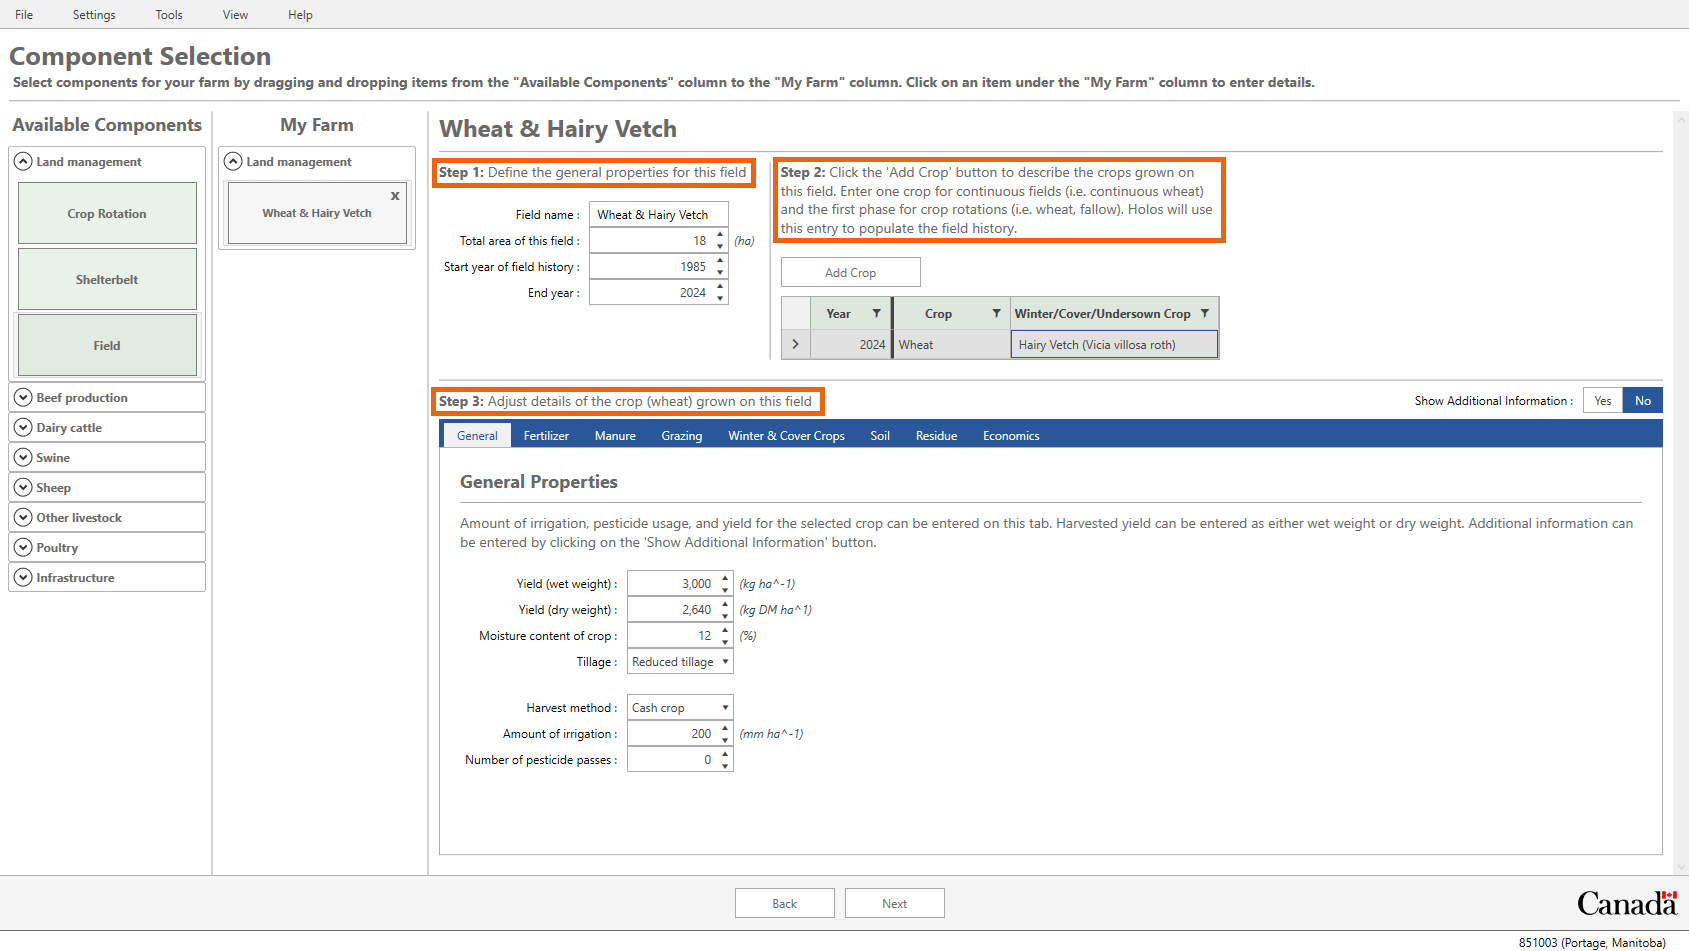 File Settings Tools View Help
Component Selection
Select components for your farm by dragging and dropping items from the "Available Components" column to the "My Farm" column. Click on an item under the "My Farm" column to enter details.
Available Components
Land management
Crop Rotation
Shelterbelt
Field
Beef production
Dairy cattle
Swine
Sheep
Other livestock
Poultry
Infrastructure
My Farm
Land management
x
Wheat & Hairy Vetch
Wheat & Hairy Vetch
Step 1: Define the general properties for this field
Field name : Wheat & Hairy Vetch
Total area of this field : 18 (ha)
Start year of field history : 1985
End year : 2024
Step 2: Click the 'Add Crop' button to describe the crops grown on
this field. Enter one crop for continuous fields (i.e. continuous wheat)
and the first phase for crop rotations (i.e. wheat, fallow). Holos will use
this entry to populate the field history.
Add Crop
Year Crop Winter/Cover/Undersown Crop
2024 Wheat Hairy Vetch (Vicia villosa roth)
Step 3: Adjust details of the crop (wheat) grown on this field
Show Additional Information : Yes No
General Fertilizer Manure Grazing Winter & Cover Crops Soil Residue Economics
General Properties
Amount of irrigation, pesticide usage, and yield for the selected crop can be entered on this tab. Harvested yield can be entered as either wet weight or dry weight. Additional information can
be entered by clicking on the 'Show Additional Information' button.
Yield (wet weight) : 3,000 (kg ha^-1)
Yield (dry weight) : 2,640 (kg DM ha^1)
Moisture content of crop : 12 (%)
Tillage : Reduced tillage
Harvest method : Cash crop
Amount of irrigation : 200 (mm ha^-1)
Number of pesticide passes : 0
Back Next
Canada
851003 (Portage, Manitoba)